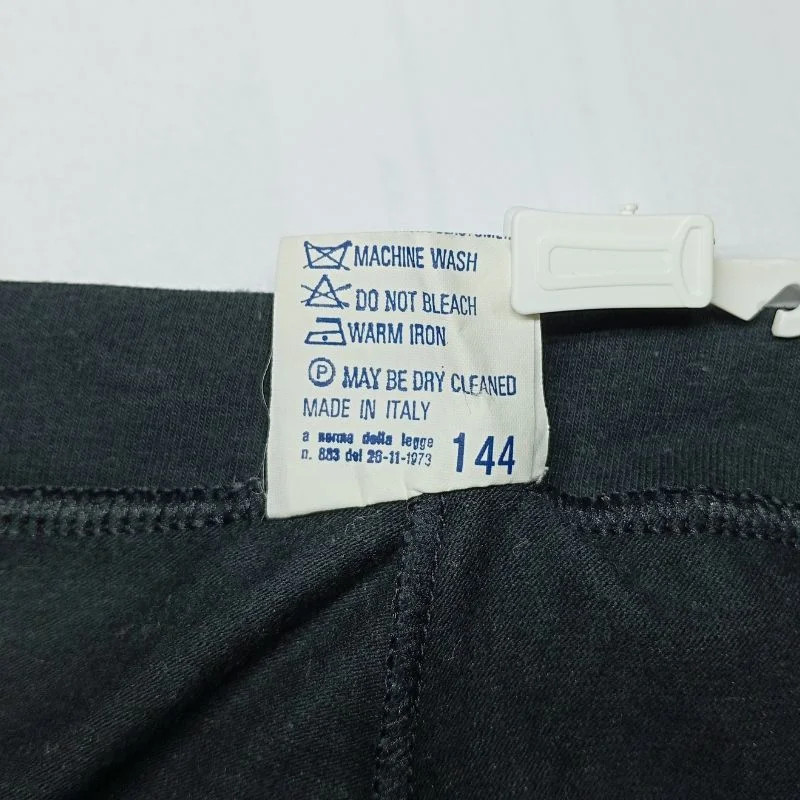 MACHINE WASH
DO NOT BLEACH
WARM IRON
P MAY BE DRY CLEANED
MADE IN ITALY
a norma della legge
n. 883 del 26-11-1973
144